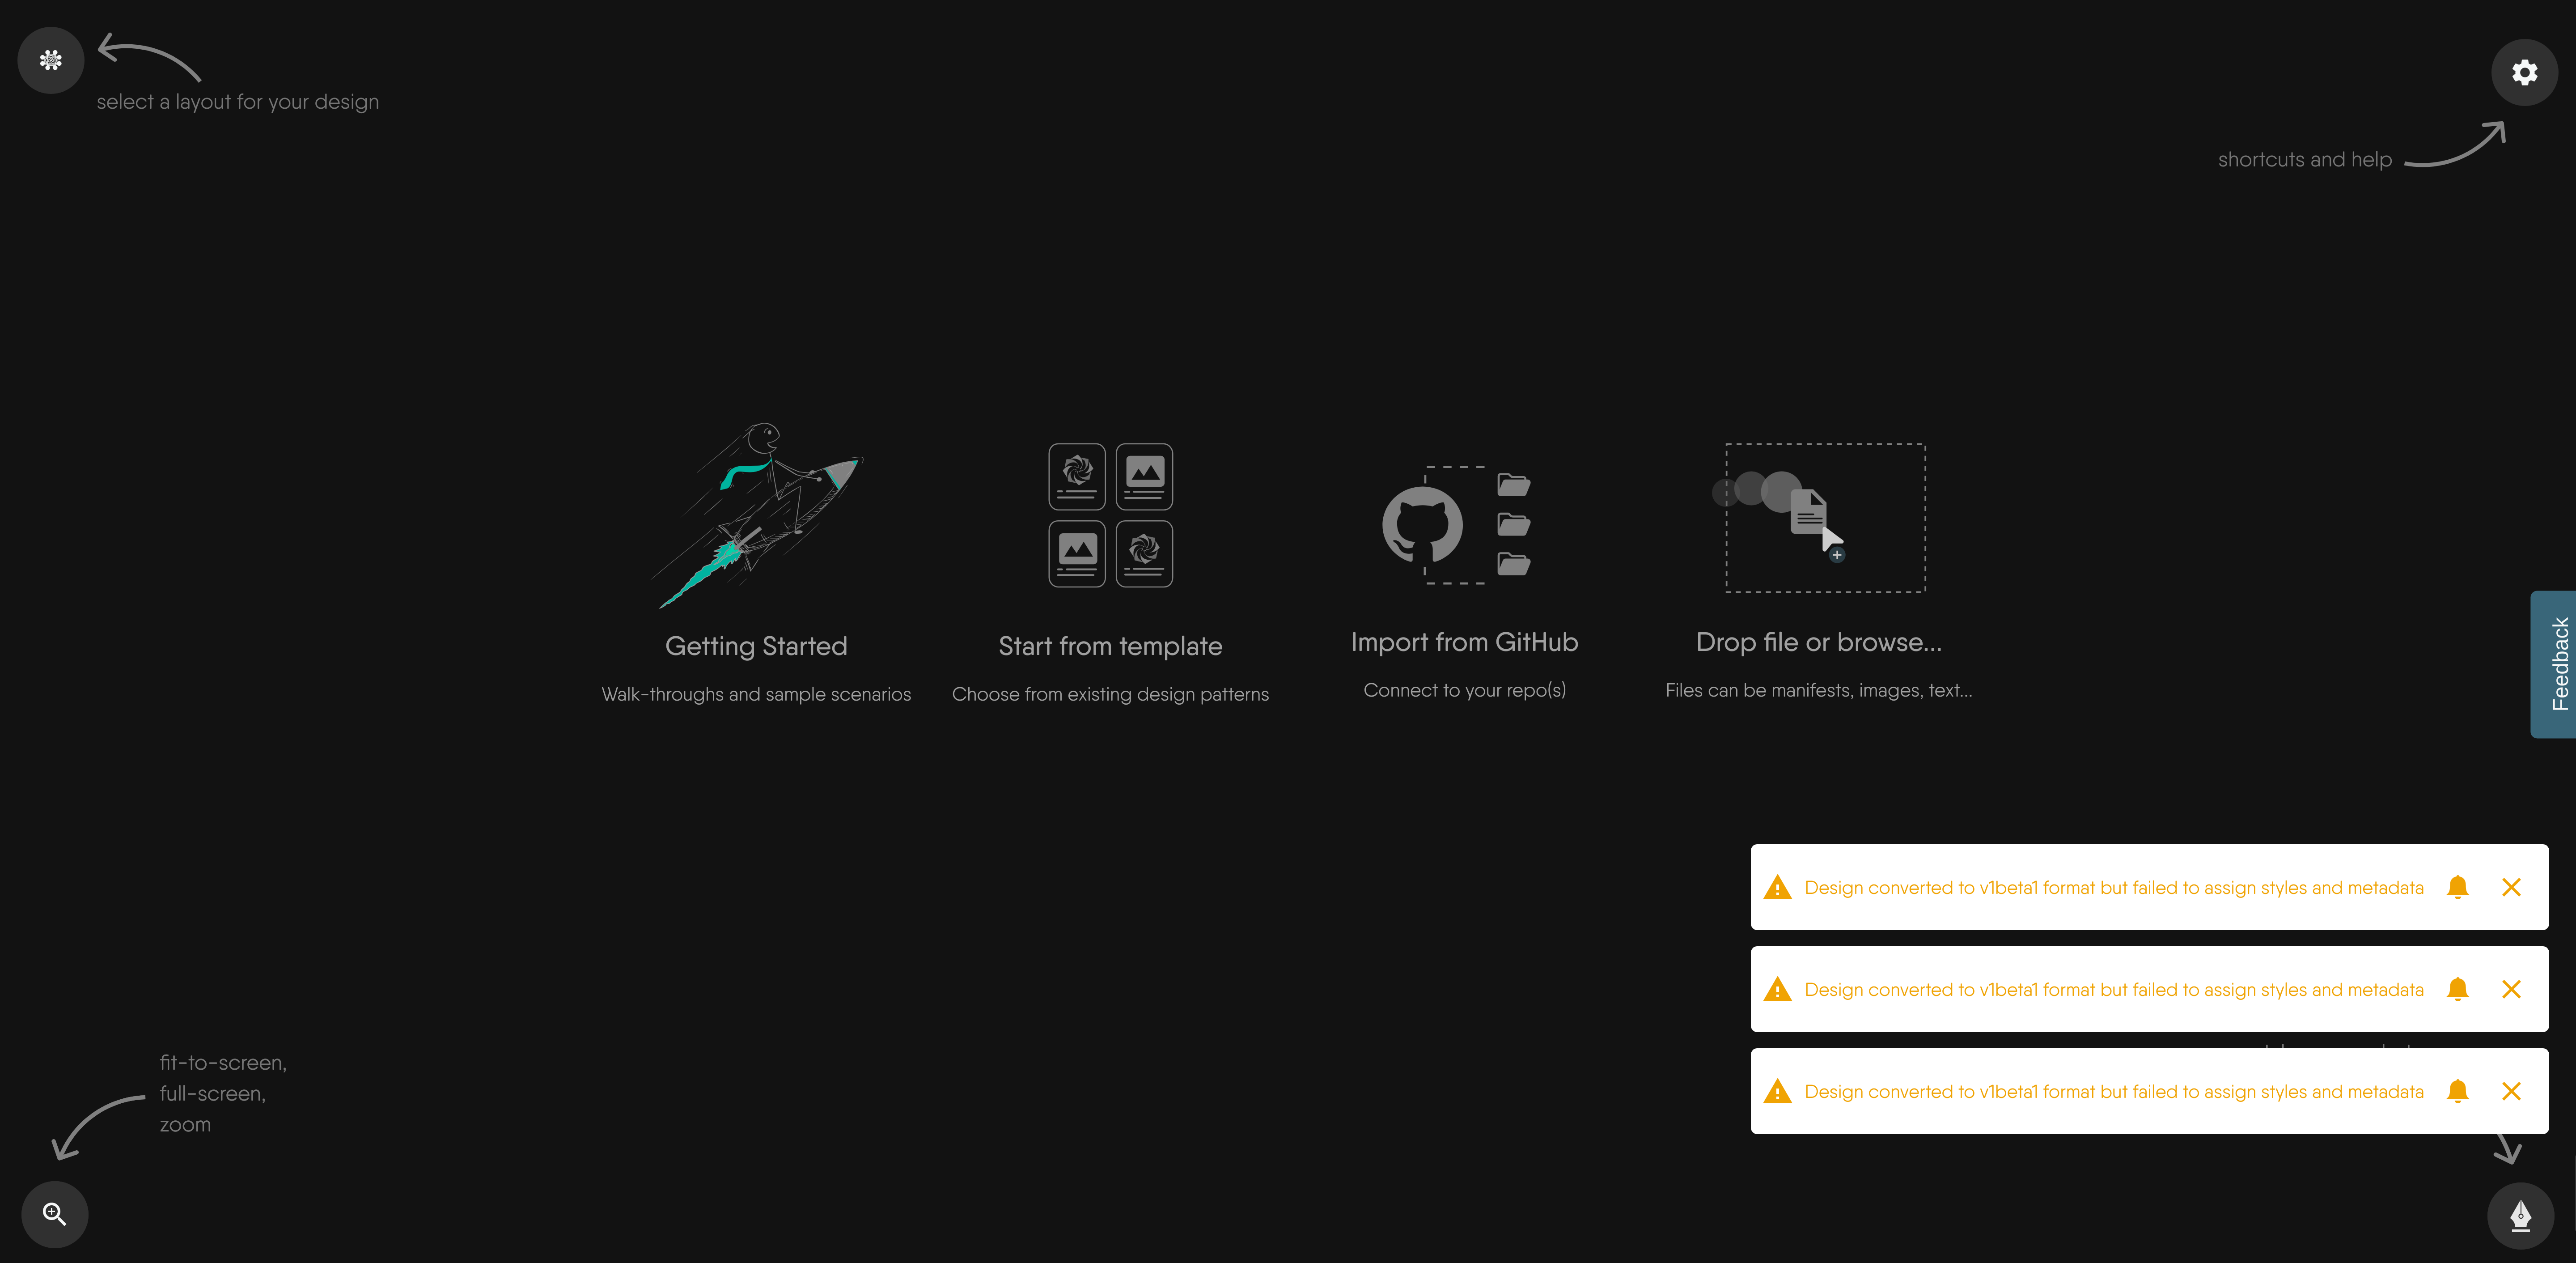 select a layout for your design
shortcuts and help
Getting Started
Walk-throughs and sample scenarios
Start from template
Choose from existing design patterns
Import from GitHub
Connect to your repo(s)
Drop file or browse...
Files can be manifests, images, text...
Feedback
Design converted to v1beta1 format but failed to assign styles and metadata
Design converted to v1beta1 format but failed to assign styles and metadata
Design converted to v1beta1 format but failed to assign styles and metadata
fit-to-screen,
full-screen,
zoom